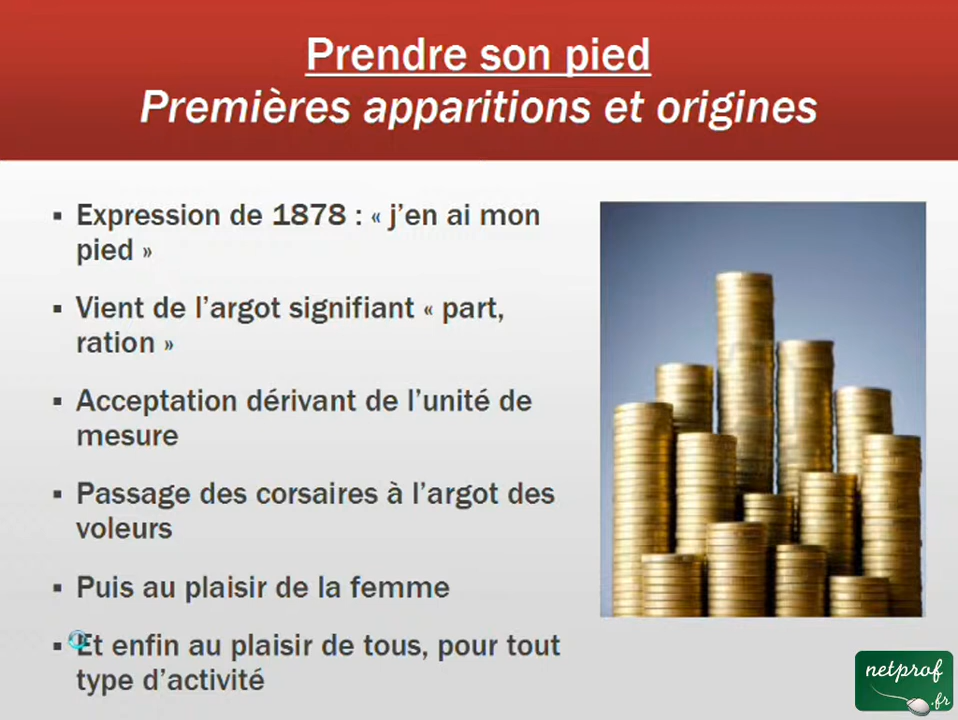 Prendre son pied
Premières apparitions et origines
▪ Expression de 1878 : « j’en ai mon
pied »
▪ Vient de l’argot signifiant « part,
ration »
▪ Acceptation dérivant de l’unité de
mesure
▪ Passage des corsaires à l’argot des
voleurs
▪ Puis au plaisir de la femme
▪ Et enfin au plaisir de tous, pour tout
type d’activité
netprof
.fr